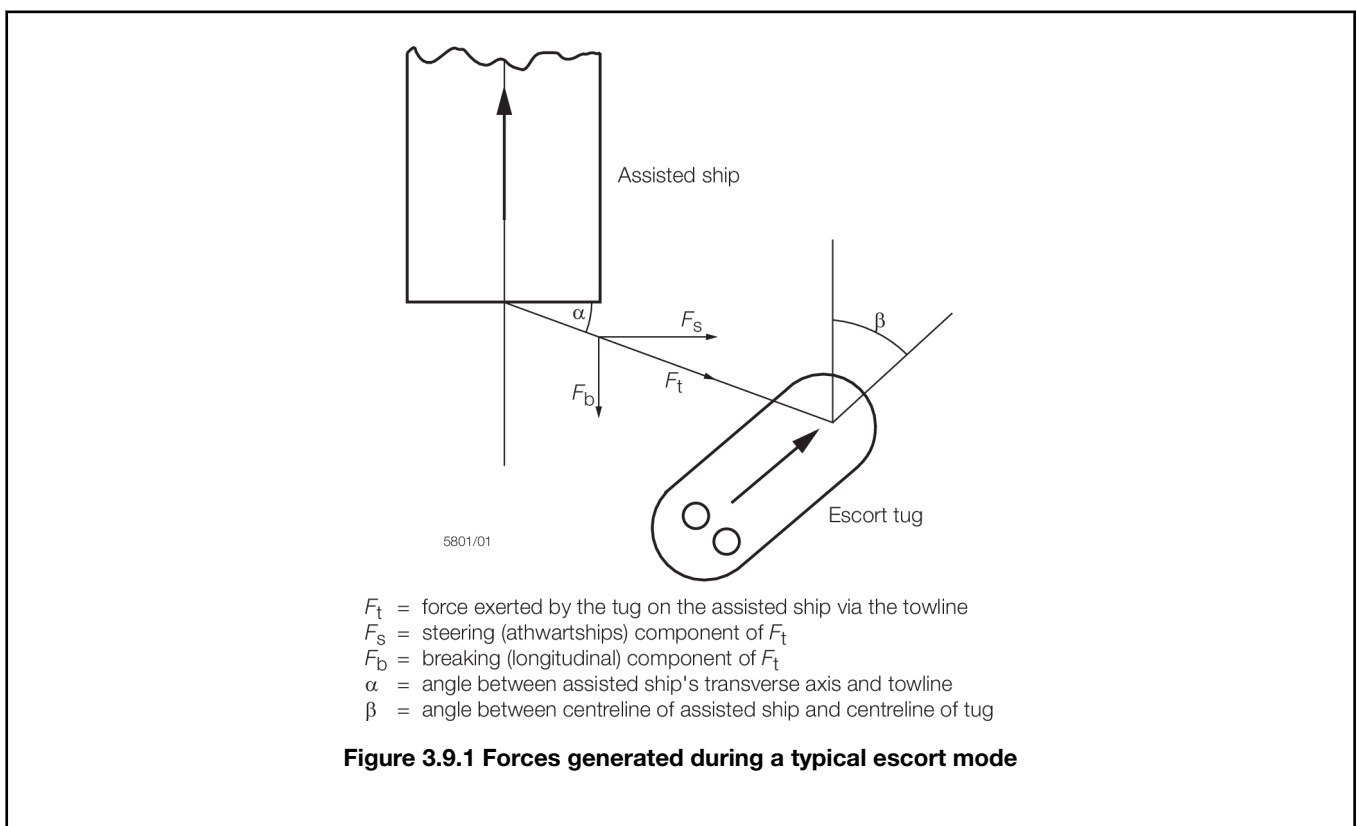 Assisted ship
α
Fs
β
Ft
Fb
Escort tug
5801/01
Ft = force exerted by the tug on the assisted ship via the towline
Fs = steering (athwartships) component of Ft
Fb = breaking (longitudinal) component of Ft
α = angle between assisted ship's transverse axis and towline
β = angle between centreline of assisted ship and centreline of tug
Figure 3.9.1 Forces generated during a typical escort mode